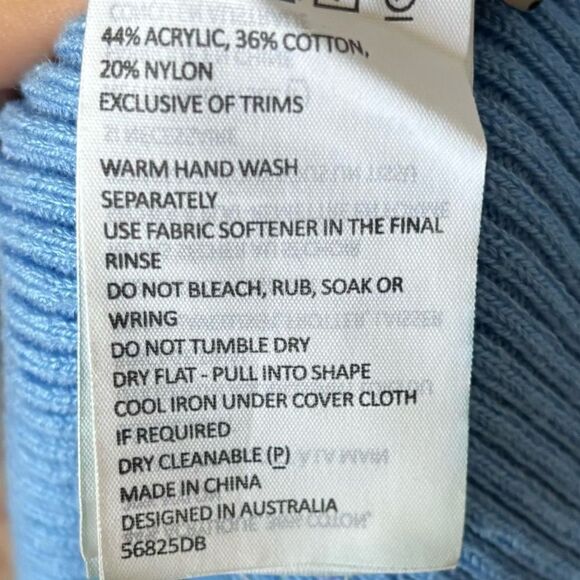 44% ACRYLIC, 36% COTTON,
20% NYLON
EXCLUSIVE OF TRIMS
WARM HAND WASH
SEPARATELY
USE FABRIC SOFTENER IN THE FINAL
RINSE
DO NOT BLEACH, RUB, SOAK OR
WRING
DO NOT TUMBLE DRY
DRY FLAT - PULL INTO SHAPE
COOL IRON UNDER COVER CLOTH
IF REQUIRED
DRY CLEANABLE (P)
MADE IN CHINA
DESIGNED IN AUSTRALIA
56825DB